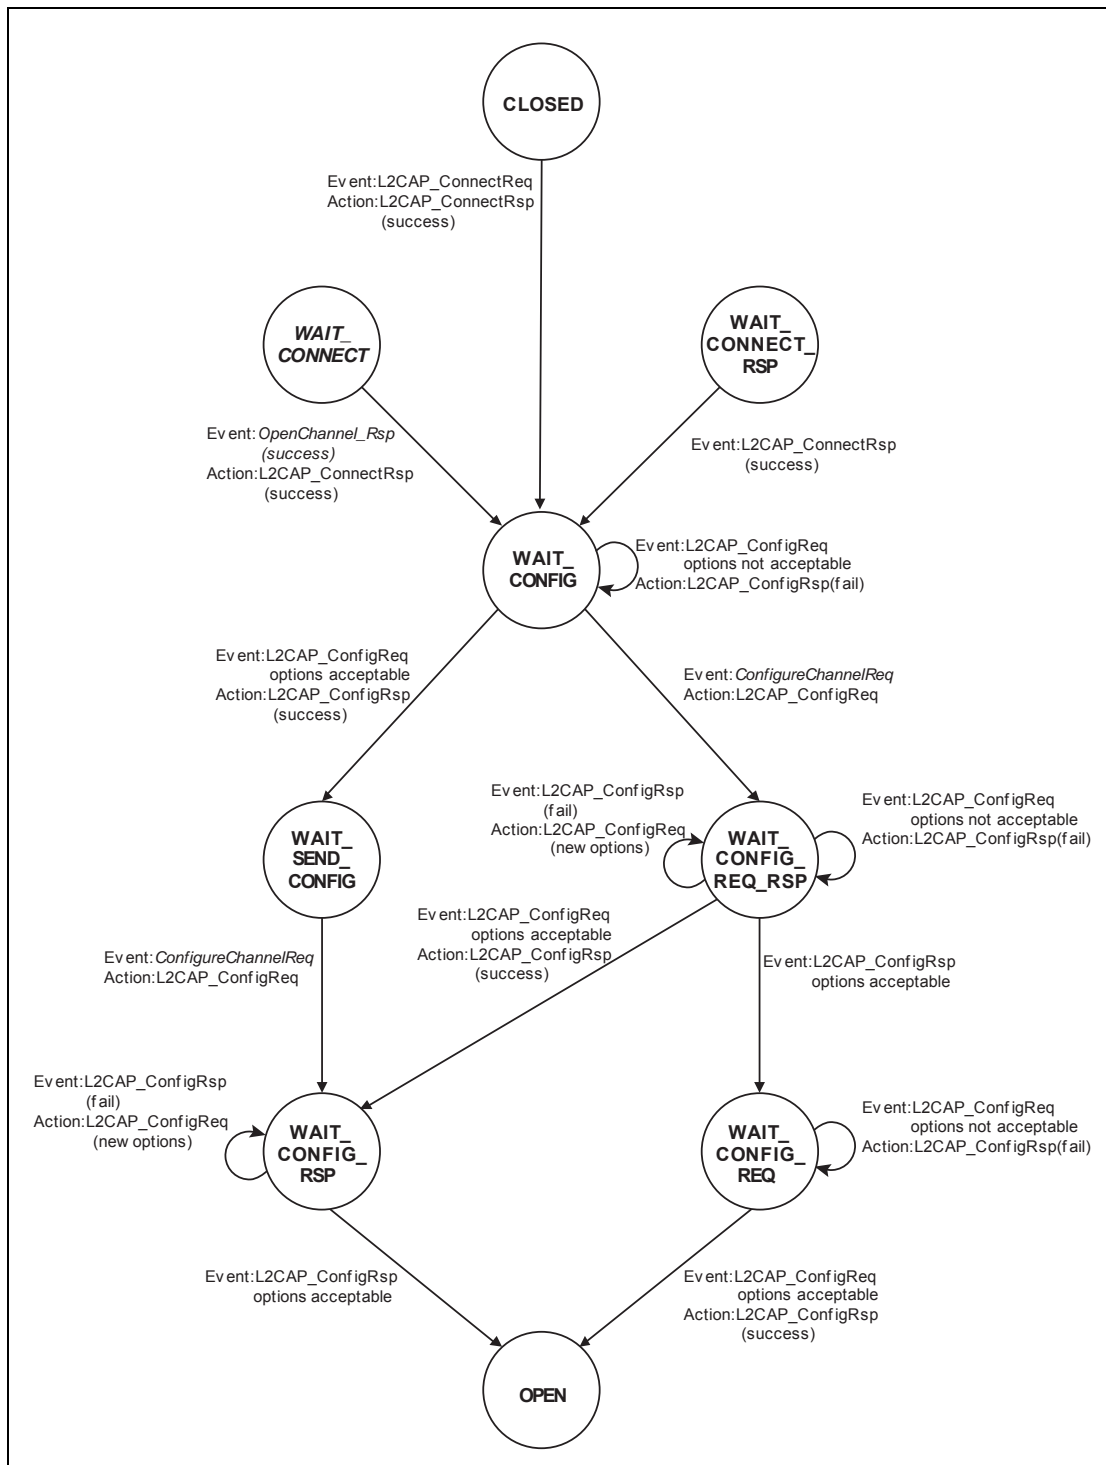 CLOSED
Event:L2CAP_ConnectReq
Action:L2CAP_ConnectRsp
(success)
WAIT_
CONNECT
WAIT_
CONNECT_
RSP
Event:OpenChannel_Rsp
(success)
Action:L2CAP_ConnectRsp
(success)
Event:L2CAP_ConnectRsp
(success)
WAIT_
CONFIG
Event:L2CAP_ConfigReq
options not acceptable
Action:L2CAP_ConfigRsp(fail)
Event:L2CAP_ConfigReq
options acceptable
Action:L2CAP_ConfigRsp
(success)
Event:ConfigureChannelReq
Action:L2CAP_ConfigReq
WAIT_
SEND_
CONFIG
Event:L2CAP_ConfigRsp
(fail)
Action:L2CAP_ConfigReq
(new options)
WAIT_
CONFIG_
REQ_RSP
Event:L2CAP_ConfigReq
options not acceptable
Action:L2CAP_ConfigRsp(fail)
Event:ConfigureChannelReq
Action:L2CAP_ConfigReq
Event:L2CAP_ConfigReq
options acceptable
Action:L2CAP_ConfigRsp
(success)
Event:L2CAP_ConfigRsp
options acceptable
Event:L2CAP_ConfigRsp
(fail)
Action:L2CAP_ConfigReq
(new options)
WAIT_
CONFIG_
RSP
WAIT_
CONFIG_
REQ
Event:L2CAP_ConfigReq
options not acceptable
Action:L2CAP_ConfigRsp(fail)
Event:L2CAP_ConfigRsp
options acceptable
Event:L2CAP_ConfigReq
options acceptable
Action:L2CAP_ConfigRsp
(success)
OPEN